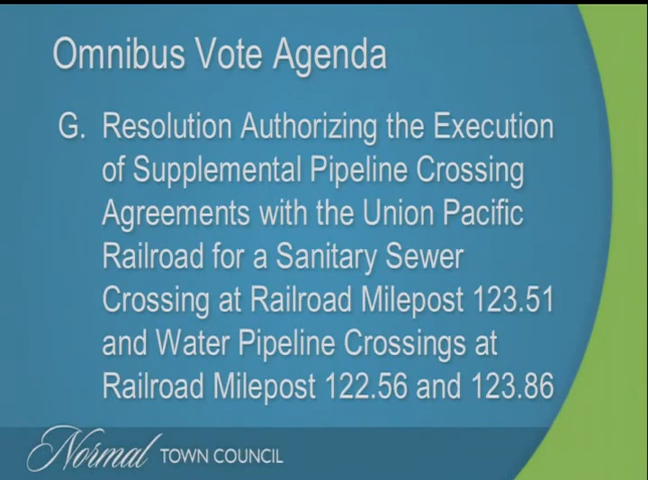 Omnibus Vote Agenda
G. Resolution Authorizing the Execution
of Supplemental Pipeline Crossing
Agreements with the Union Pacific
Railroad for a Sanitary Sewer
Crossing at Railroad Milepost 123.51
and Water Pipeline Crossings at
Railroad Milepost 122.56 and 123.86
Normal TOWN COUNCIL